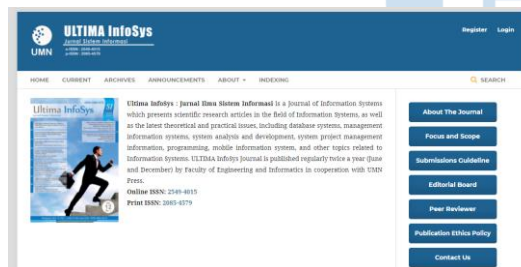 ULTIMA InfoSys
Jurnal Sistem Informasi
UMN
Register Login
HOME CURRENT ARCHIVES ANNOUNCEMENTS ABOUT INDEXING SEARCH
Ultima InfoSys
Ultima InfoSys : Jurnal Ilmu Sistem Informasi is a Journal of Information Systems
which presents scientific research articles in the field of Information Systems, as well
as the latest theoretical and practical issues, including database systems, management
information systems, system analysis and development, system project management
information, programming, mobile information system, and other topics related to
Information Systems. ULTIMA InfoSys Journal is published regularly twice a year (June
and December) by Faculty of Engineering and Informatics in cooperation with UMN
Press.
Online ISSN: 2549-4015
Print ISSN: 2085-4579
About The Journal
Focus and Scope
Submissions Guideline
Editorial Board
Peer Reviewer
Publication Ethics Policy
Contact Us